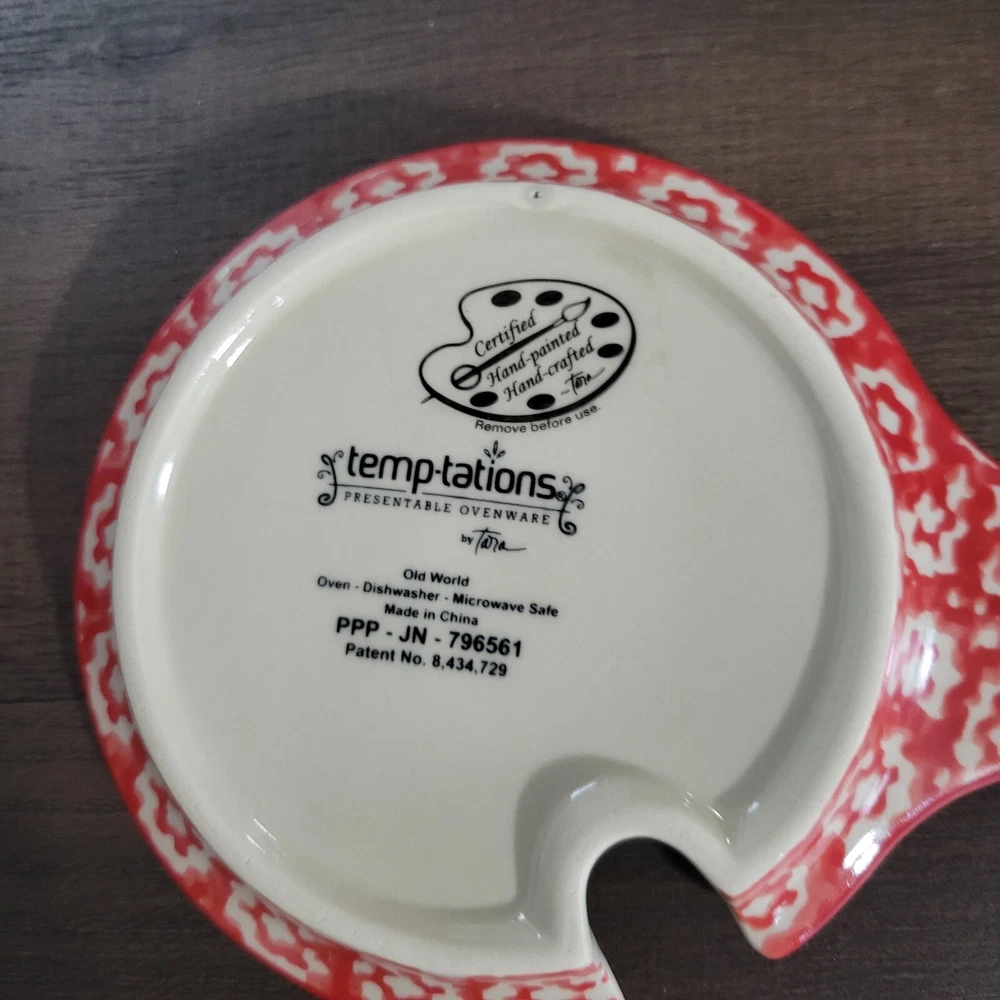 Certified
Hand-painted
Hand-crafted
~Tara
Remove before use.
temp-tations®
PRESENTABLE OVENWARE
by Tara
Old World
Oven - Dishwasher - Microwave Safe
Made in China
PPP - JN - 796561
Patent No. 8,434,729